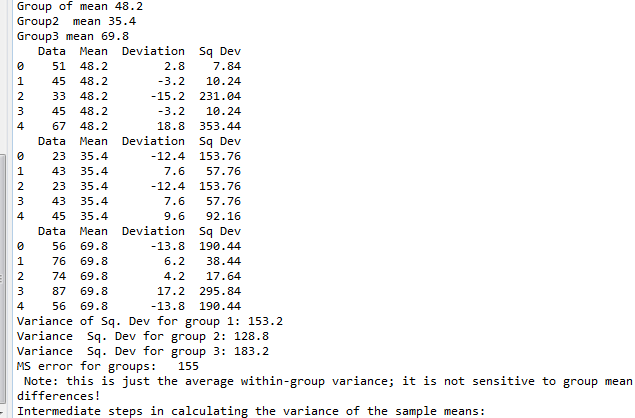 Group of mean 48.2
Group2  mean 35.4
Group3 mean 69.8
   Data  Mean  Deviation  Sq Dev
0    51  48.2        2.8    7.84
1    45  48.2       -3.2   10.24
2    33  48.2      -15.2  231.04
3    45  48.2       -3.2   10.24
4    67  48.2       18.8  353.44
   Data  Mean  Deviation  Sq Dev
0    23  35.4      -12.4  153.76
1    43  35.4        7.6   57.76
2    23  35.4      -12.4  153.76
3    43  35.4        7.6   57.76
4    45  35.4        9.6   92.16
   Data  Mean  Deviation  Sq Dev
0    56  69.8      -13.8  190.44
1    76  69.8        6.2   38.44
2    74  69.8        4.2   17.64
3    87  69.8       17.2  295.84
4    56  69.8      -13.8  190.44
Variance of Sq. Dev for group 1: 153.2
Variance  Sq. Dev for group 2: 128.8
Variance  Sq. Dev for group 3: 183.2
MS error for groups:   155
 Note: this is just the average within-group variance; it is not sensitive to group mean
differences!
Intermediate steps in calculating the variance of the sample means: